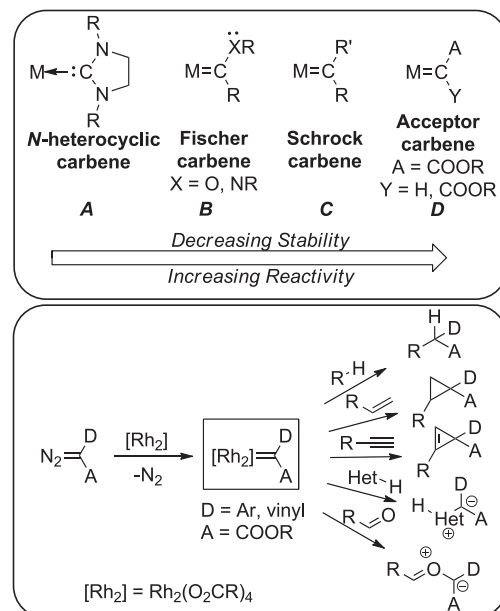 R
N
M :C
N
R
N-heterocyclic
carbene
A
XR
M=C
R
Fischer
carbene
X = O, NR
B
R'
M=C
R
Schrock
carbene
C
A
M=C
Y
Acceptor
carbene
A = COOR
Y = H, COOR
D
Decreasing Stability
Increasing Reactivity
N2 D
A
[Rh2]
-N2
[Rh2] D
A
D = Ar, vinyl
A = COOR
R-H
R
R
Het-H
R O
H
R D
A
D
A
R
D
A
R
H D ⊖
Het A
⊕
⊕
R O D
⊖
A
[Rh2] = Rh2(O2CR)4